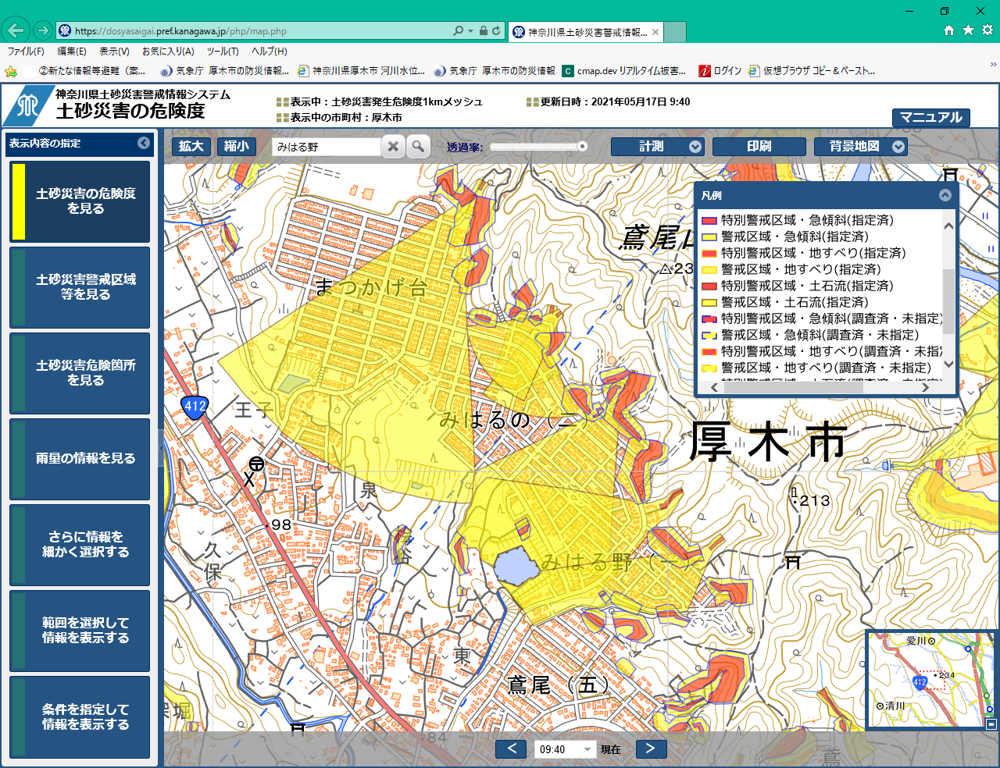 https://dosyasaigai.pref.kanagawa.jp/php/map.php
神奈川県土砂災害警戒情報...
ファイル(F) 編集(E) 表示(V) お気に入り(A) ツール(T) ヘルプ(H)
②新たな情報等避難（案...
気象庁 厚木市の防災情報...
神奈川県厚木市 河川水位...
気象庁 厚木市の防災情報
cmap.dev リアルタイム被害...
ログイン
仮想ブラウザ コピー＆ペースト...
神奈川県土砂災害警戒情報システム
土砂災害の危険度
表示中：土砂災害発生危険度1kmメッシュ
更新日時：2021年05月17日 9:40
表示中の市町村：厚木市
マニュアル
表示内容の指定
拡大
縮小
みはる野
透過率:
計測
印刷
背景地図
土砂災害の危険度
を見る
土砂災害警戒区域
等を見る
土砂災害危険箇所
を見る
雨量の情報を見る
さらに情報を
細かく選択する
範囲を選択して
情報を表示する
条件を指定して
情報を表示する
凡例
特別警戒区域・急傾斜(指定済)
警戒区域・急傾斜(指定済)
特別警戒区域・地すべり(指定済)
警戒区域・地すべり(指定済)
特別警戒区域・土石流(指定済)
警戒区域・土石流(指定済)
特別警戒区域・急傾斜(調査済・未指定)
警戒区域・急傾斜(調査済・未指定)
特別警戒区域・地すべり(調査済・未指
警戒区域・地すべり(調査済・未指定)
鳶尾山
23
まつかげ台
412
王子
みはるの（二）
厚木市
213
泉
98
久保
谷
みはる野（一）
東
鳶尾（五）
堀
84
鳶
愛川
234
412
清川
<
09:40
現在
>